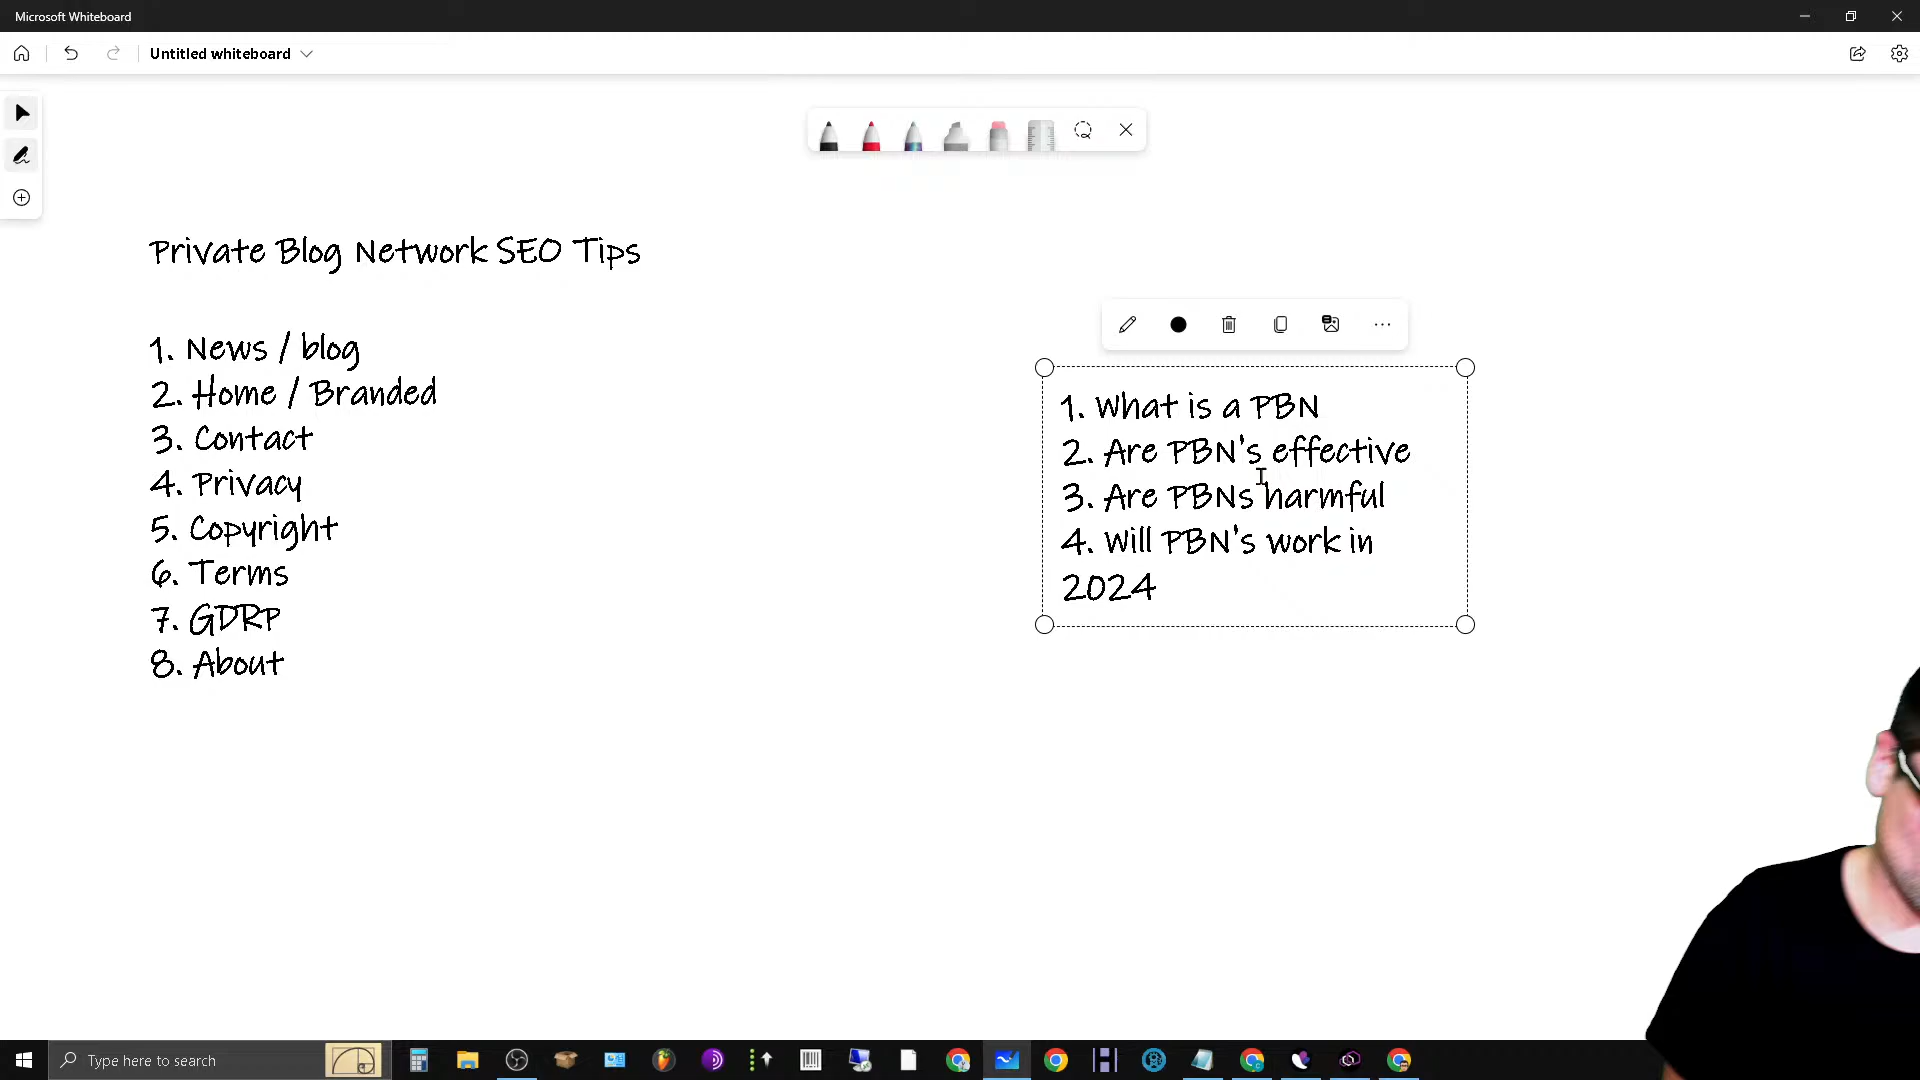 Microsoft Whiteboard
Untitled whiteboard
Private Blog Network SEO Tips
1. News / blog
2. Home / Branded
3. Contact
4. Privacy
5. Copyright
6. Terms
7. GDRP
8. About
1. What is a PBN
2. Are PBN's effective
3. Are PBNs harmful
4. Will PBN's work in
2024
Type here to search